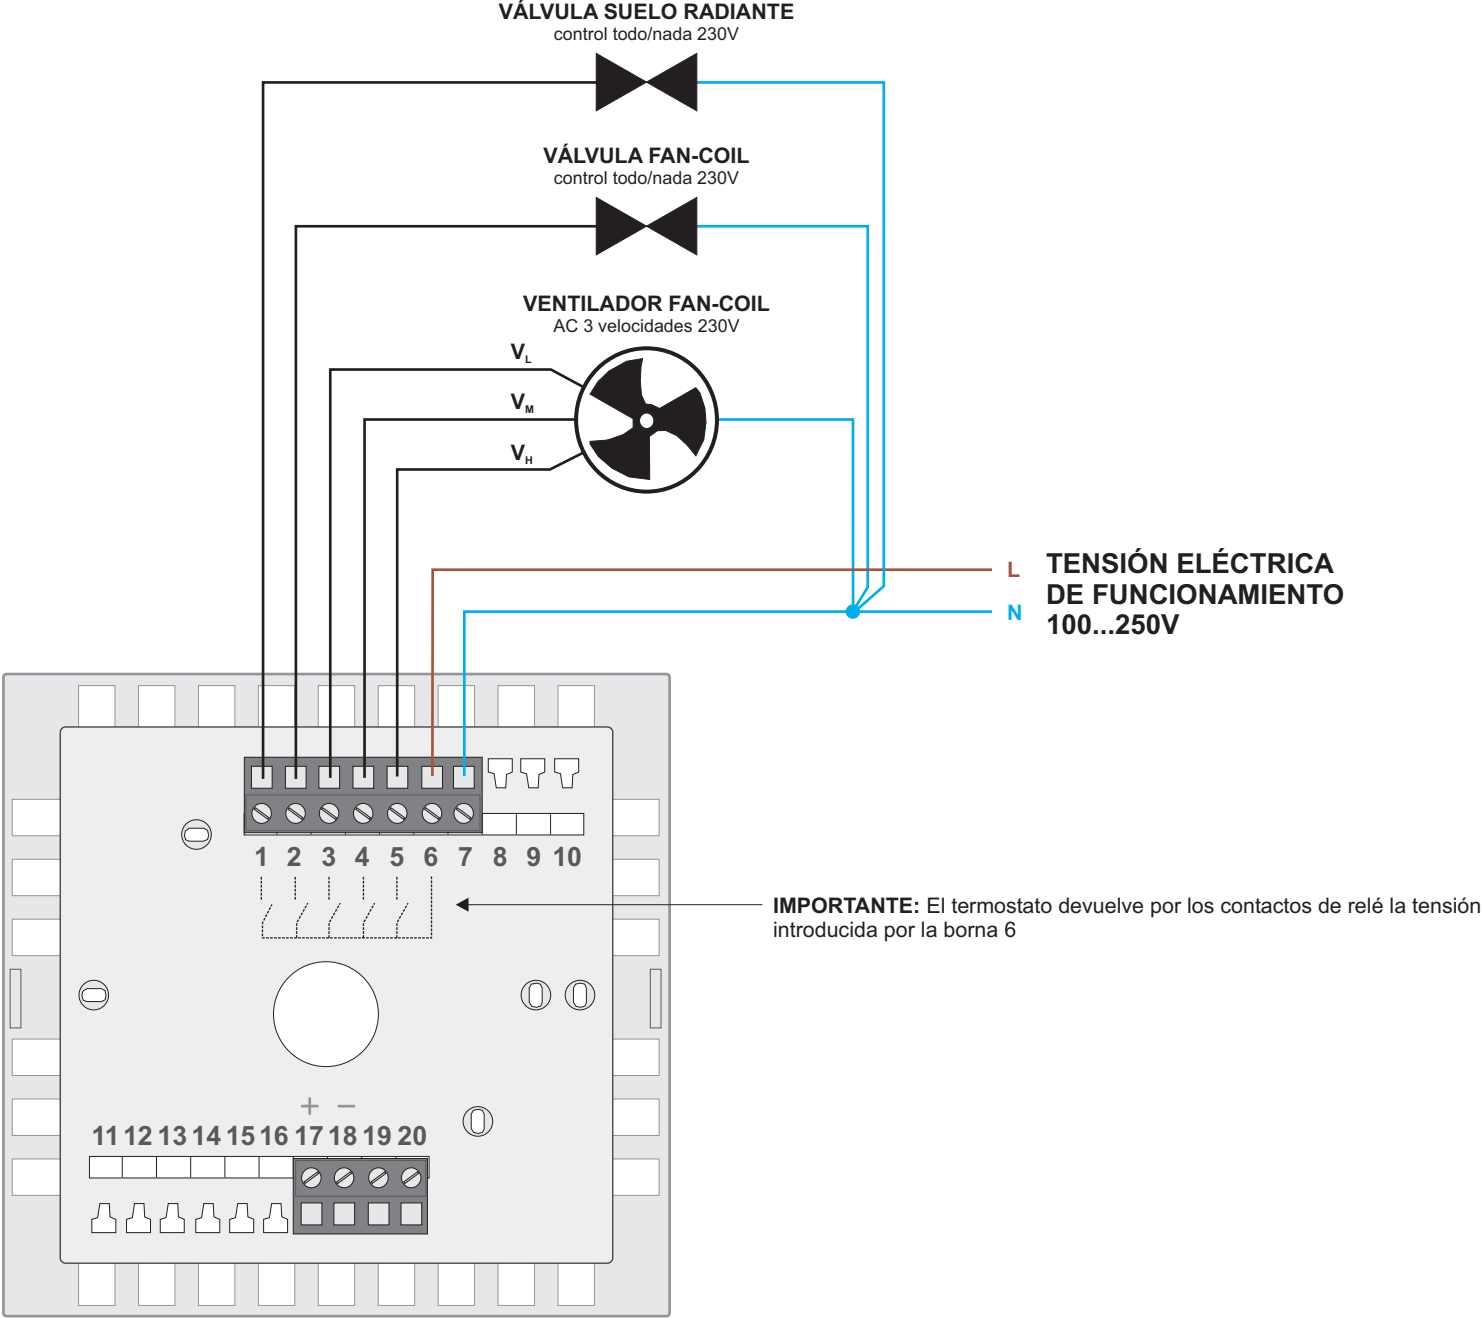 VÁLVULA SUELO RADIANTE
control todo/nada 230V
VÁLVULA FAN-COIL
control todo/nada 230V
VENTILADOR FAN-COIL
AC 3 velocidades 230V
VL
VM
VH
L
N
TENSIÓN ELÉCTRICA
DE FUNCIONAMIENTO
100...250V
1 2 3 4 5 6 7 8 9 10
IMPORTANTE: El termostato devuelve por los contactos de relé la tensión
introducida por la borna 6
+ −
11 12 13 14 15 16 17 18 19 20